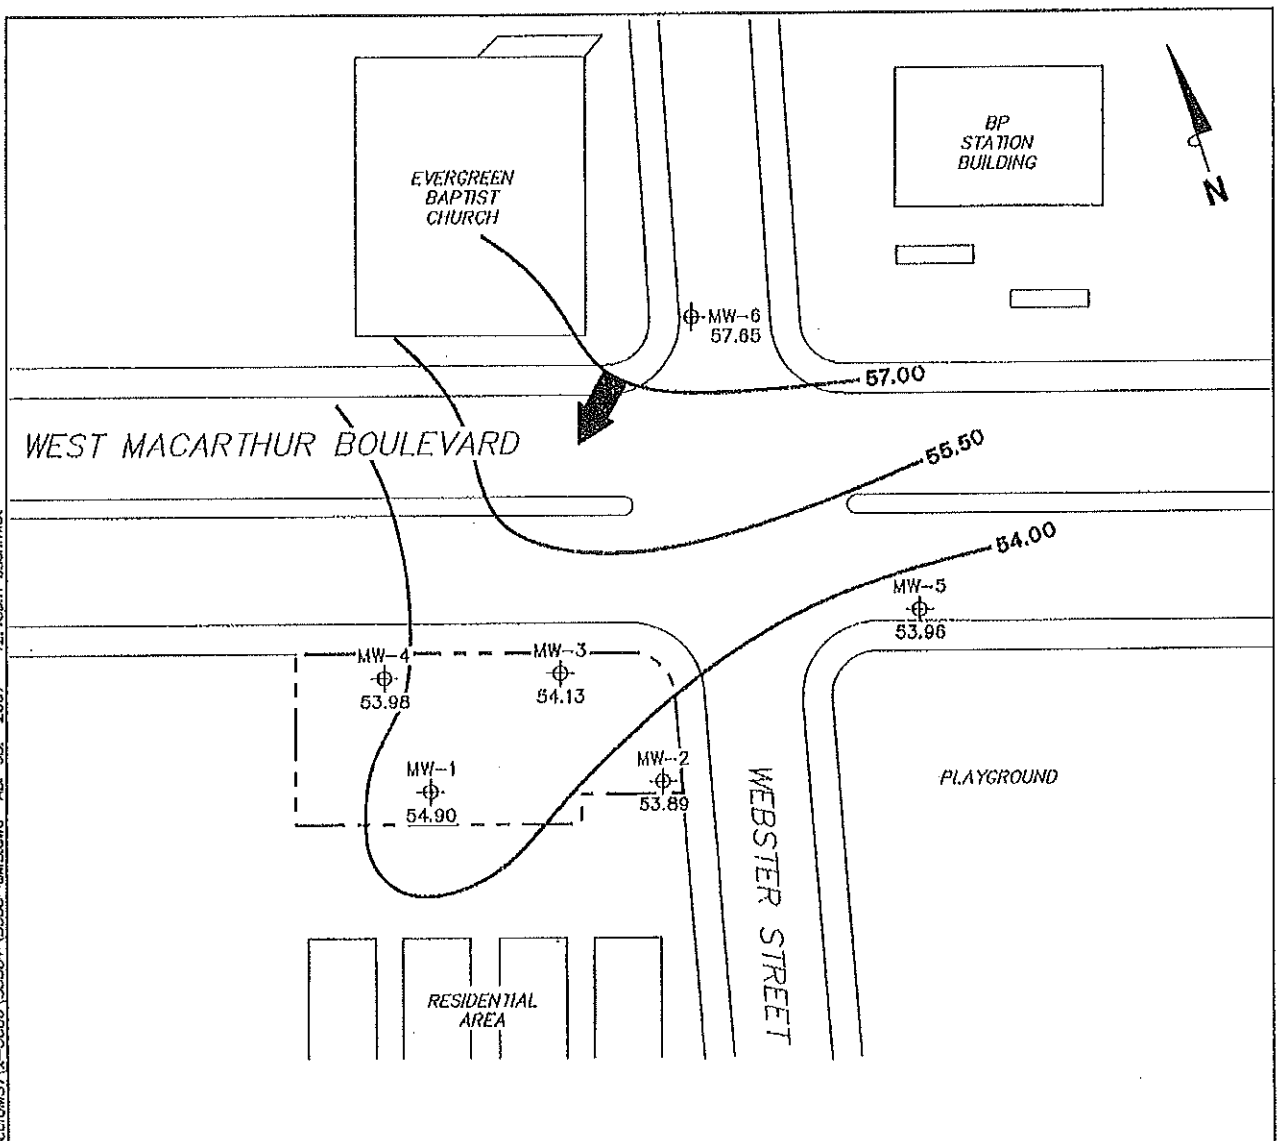 EVERGREEN
BAPTIST
CHURCH
BP
STATION
BUILDING
N
MW-6
57.65
57.00
WEST MACARTHUR BOULEVARD
55.50
54.00
MW-5
53.96
MW-4
53.98
MW-3
54.13
MW-1
54.90
MW-2
53.89
WEBSTER STREET
PLAYGROUND
RESIDENTIAL
AREA